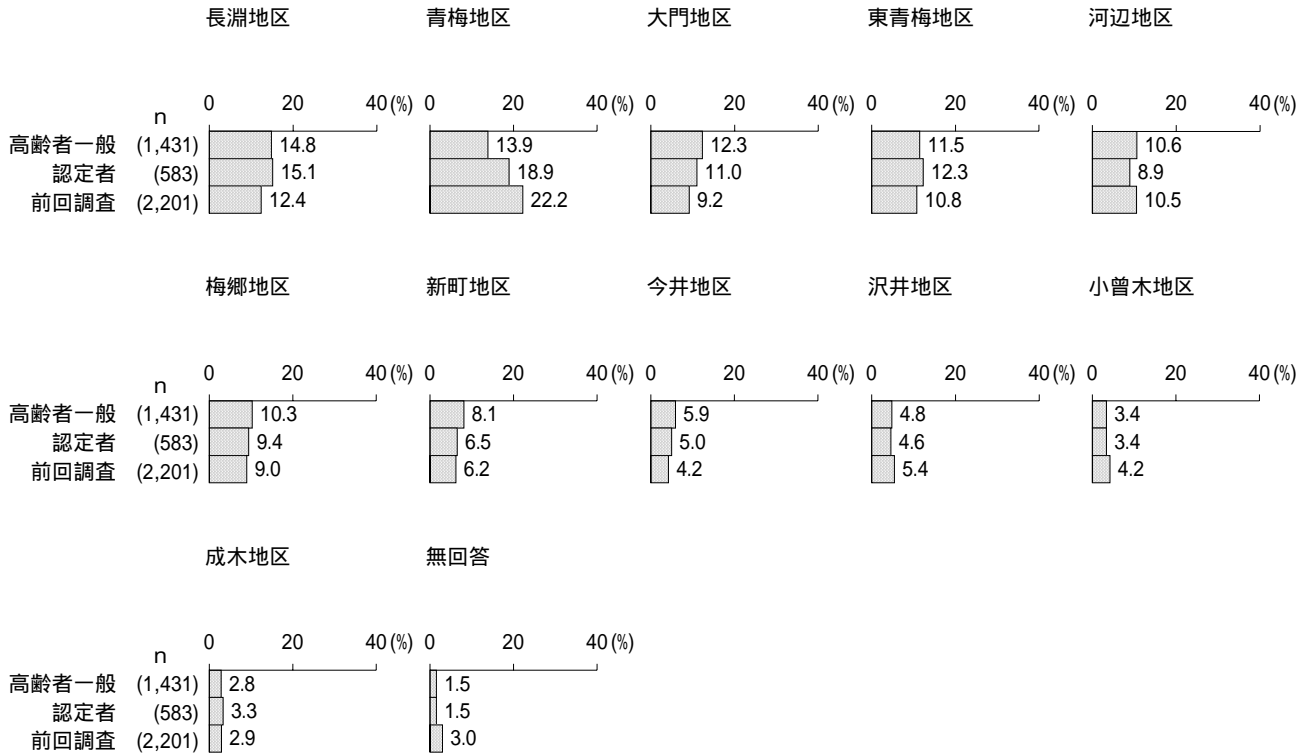 長淵地区 青梅地区 大門地区 東青梅地区 河辺地区
n 0 20 40(%) 0 20 40(%) 0 20 40(%) 0 20 40(%) 0 20 40(%)
高齢者一般 (1,431) 14.8 13.9 12.3 11.5 10.6
認定者 (583) 15.1 18.9 11.0 12.3 8.9
前回調査 (2,201) 12.4 22.2 9.2 10.8 10.5
梅郷地区 新町地区 今井地区 沢井地区 小曾木地区
n 0 20 40(%) 0 20 40(%) 0 20 40(%) 0 20 40(%) 0 20 40(%)
高齢者一般 (1,431) 10.3 8.1 5.9 4.8 3.4
認定者 (583) 9.4 6.5 5.0 4.6 3.4
前回調査 (2,201) 9.0 6.2 4.2 5.4 4.2
成木地区 無回答
n 0 20 40(%) 0 20 40(%)
高齢者一般 (1,431) 2.8 1.5
認定者 (583) 3.3 1.5
前回調査 (2,201) 2.9 3.0